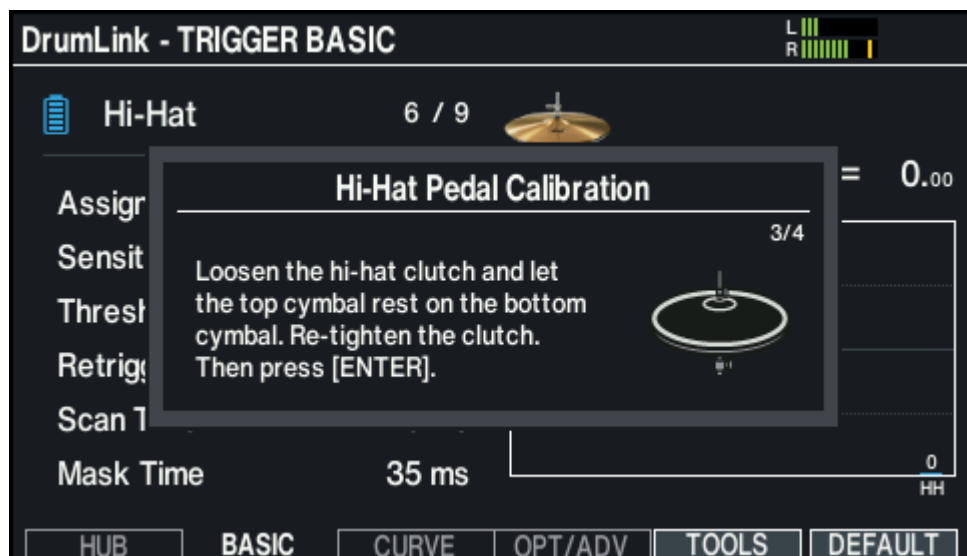 DrumLink - TRIGGER BASIC
L
R
Hi-Hat 6 / 9
= 0.00
Hi-Hat Pedal Calibration
3/4
Loosen the hi-hat clutch and let
the top cymbal rest on the bottom
cymbal. Re-tighten the clutch.
Then press [ENTER].
Mask Time 35 ms
0
HH
HUB BASIC CURVE OPT/ADV TOOLS DEFAULT